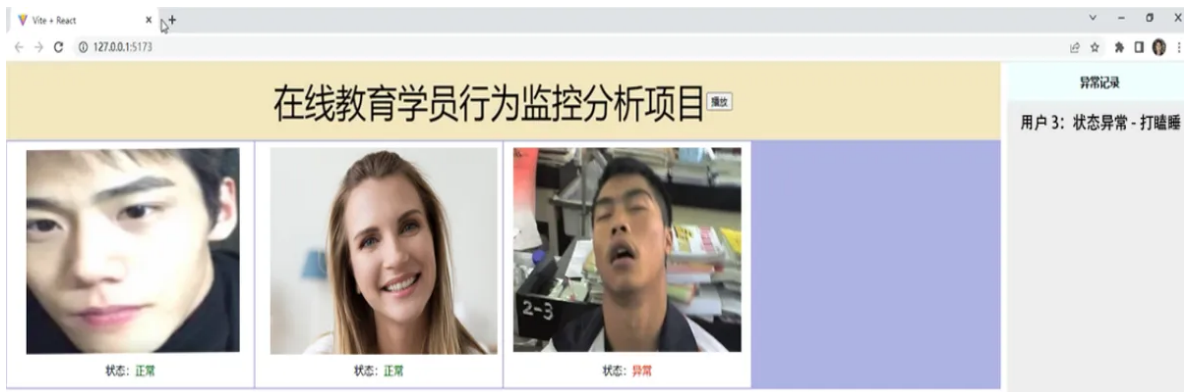 Vite + React
127.0.0.1:5173
在线教育学员行为监控分析项目 播放
异常记录
用户 3：状态异常 - 打瞌睡
2-3
状态：正常
状态：正常
状态：异常